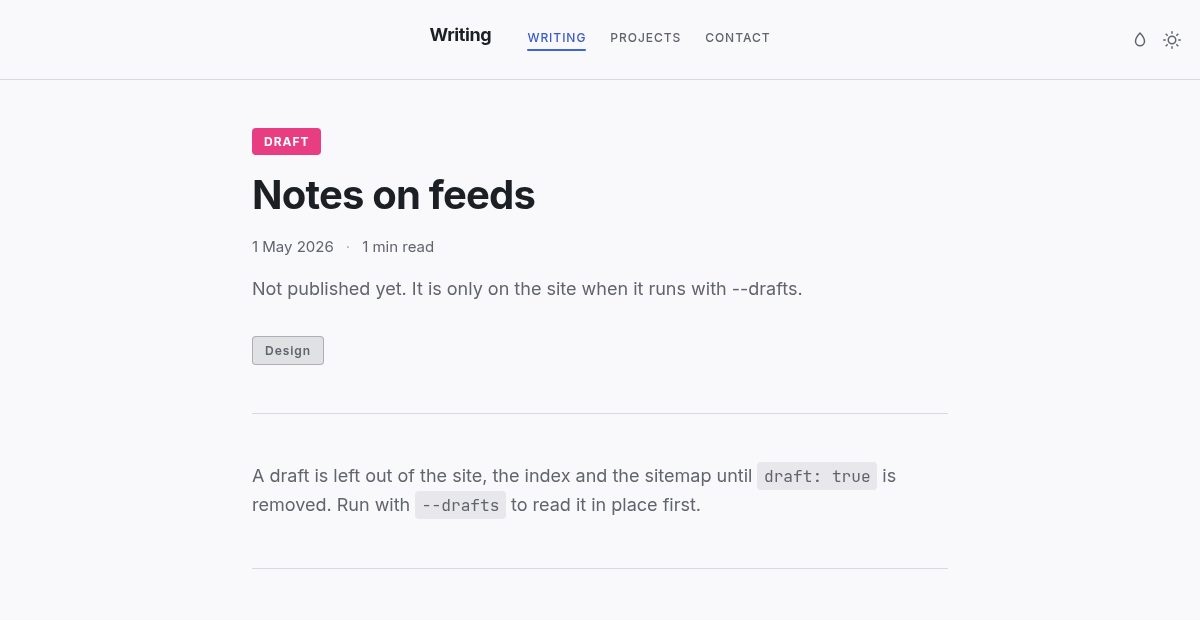 Writing WRITING PROJECTS CONTACT
DRAFT
Notes on feeds
1 May 2026 · 1 min read
Not published yet. It is only on the site when it runs with --drafts.
Design
A draft is left out of the site, the index and the sitemap until draft: true is
removed. Run with --drafts to read it in place first.